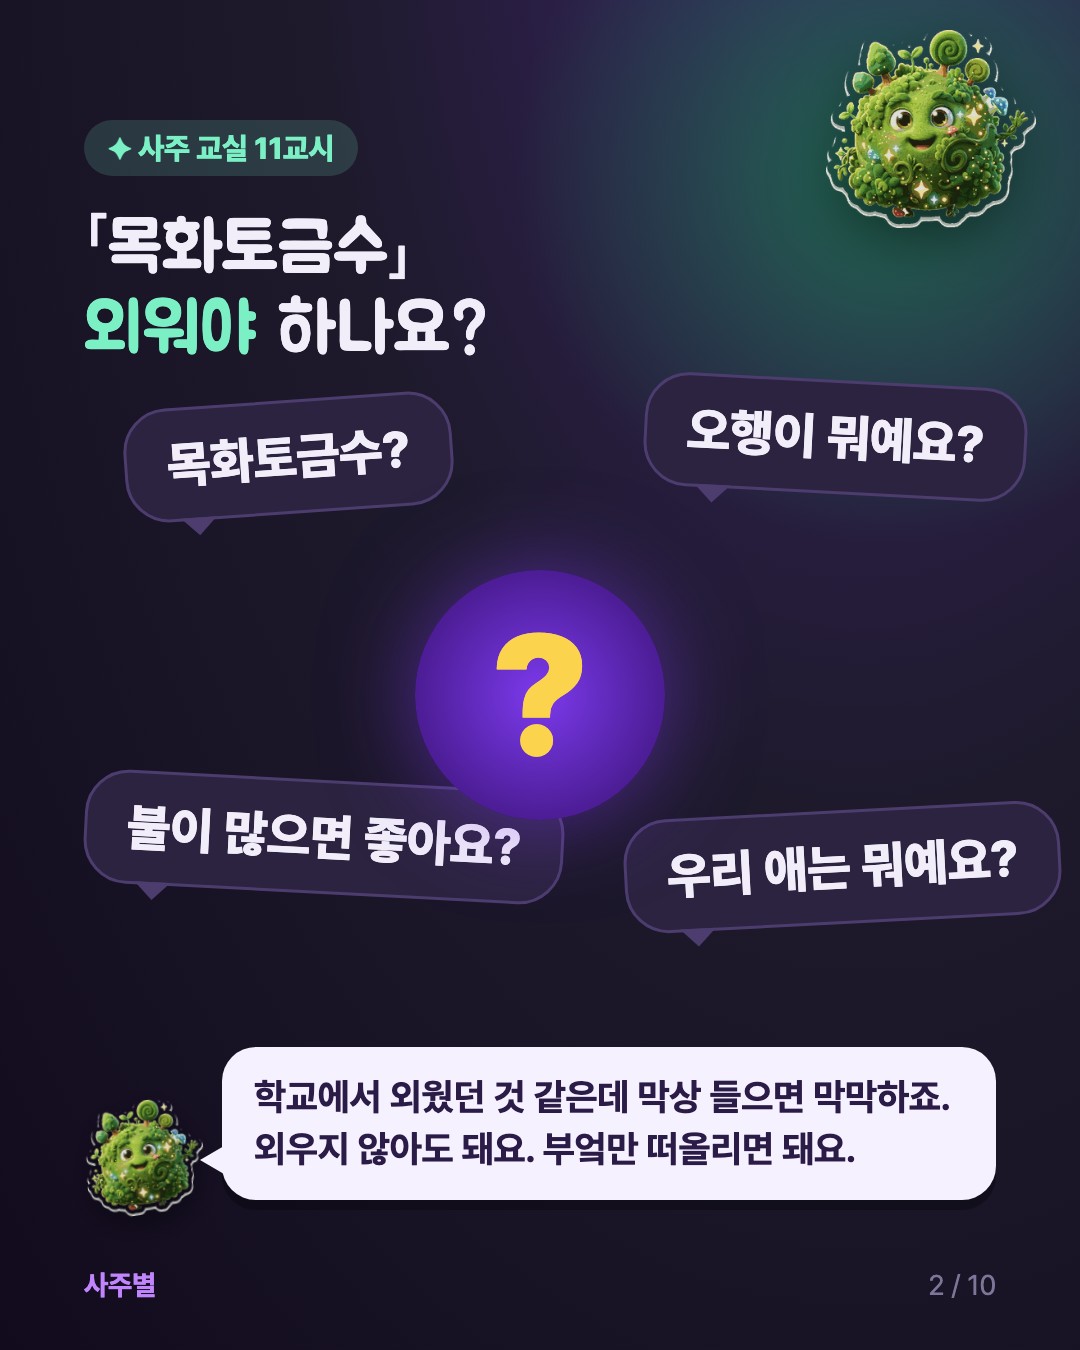 사주 교실 11교시
「목화토금수」
외워야 하나요?
목화토금수?
오행이 뭐예요?
?
불이 많으면 좋아요?
우리 애는 뭐예요?
학교에서 외웠던 것 같은데 막상 들으면 막막하죠.
외우지 않아도 돼요. 부엌만 떠올리면 돼요.
사주별
2 / 10